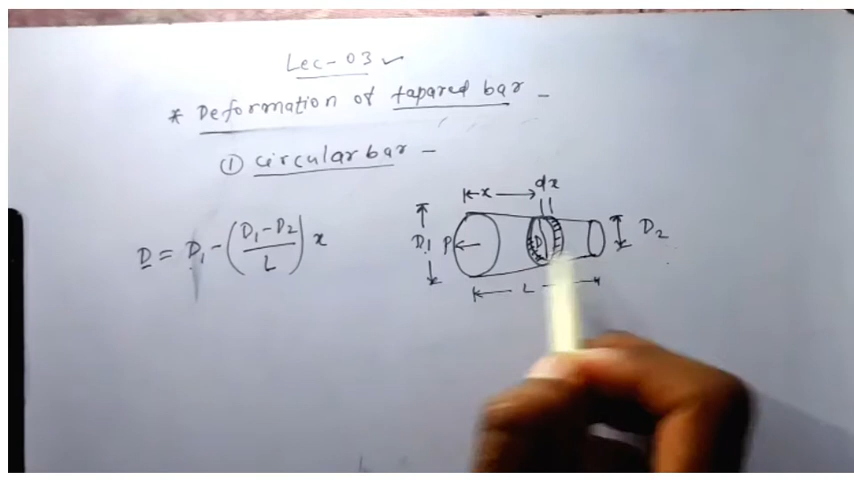 Lec-03 ✓
* Deformation of tapared bar -
① circular bar -
D = D₁ - (D₁-D₂/L) x
x dx
D₁ P D D₂
L